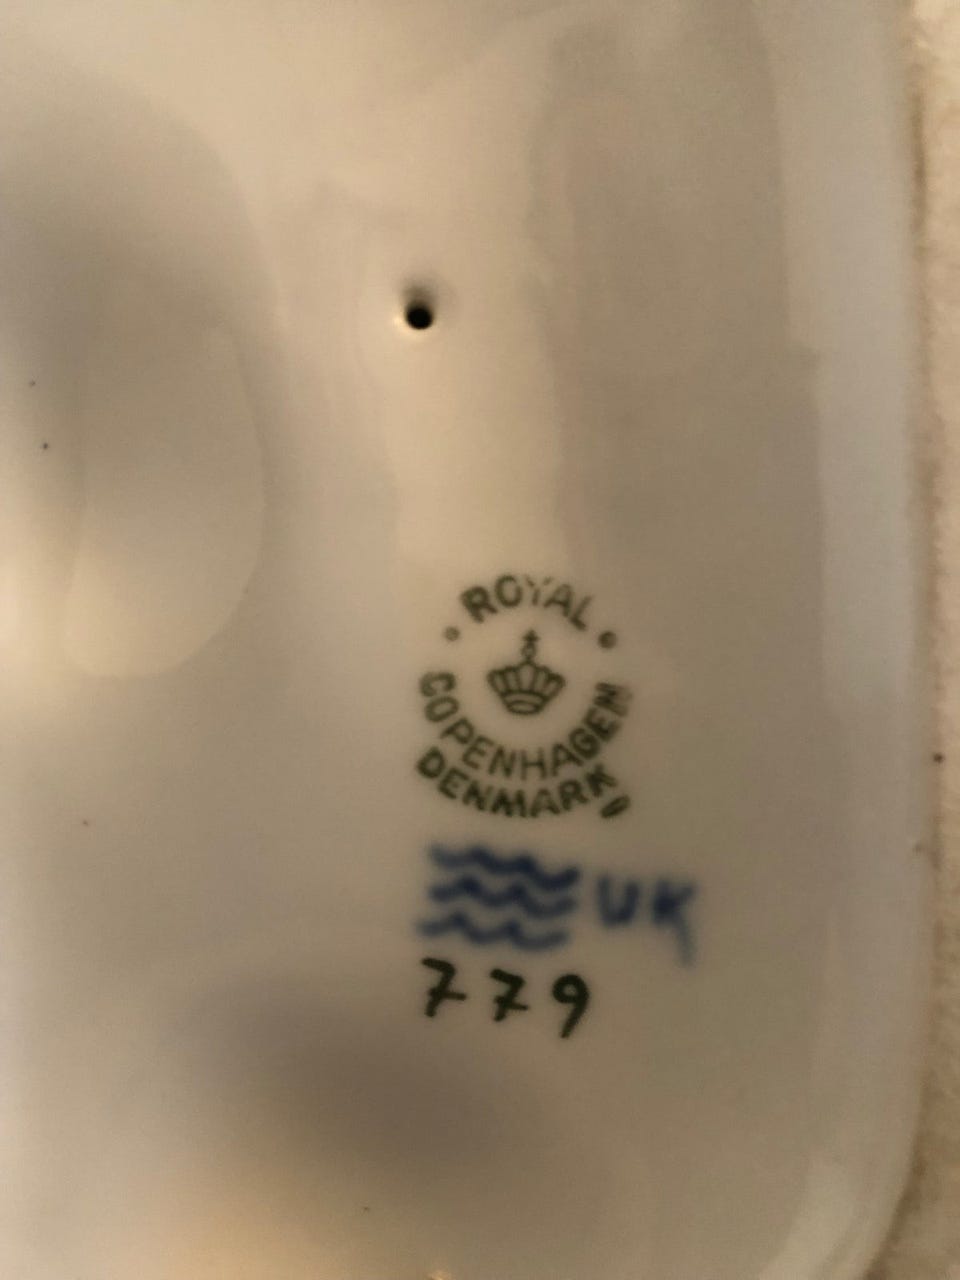 ROYAL
COPENHAGEN
DENMARK
UK
779